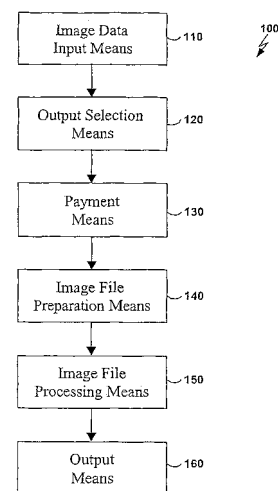 100
Image Data
Input Means
110
Output Selection
Means
120
Payment
Means
130
Image File
Preparation Means
140
Image File
Processing Means
150
Output
Means
160